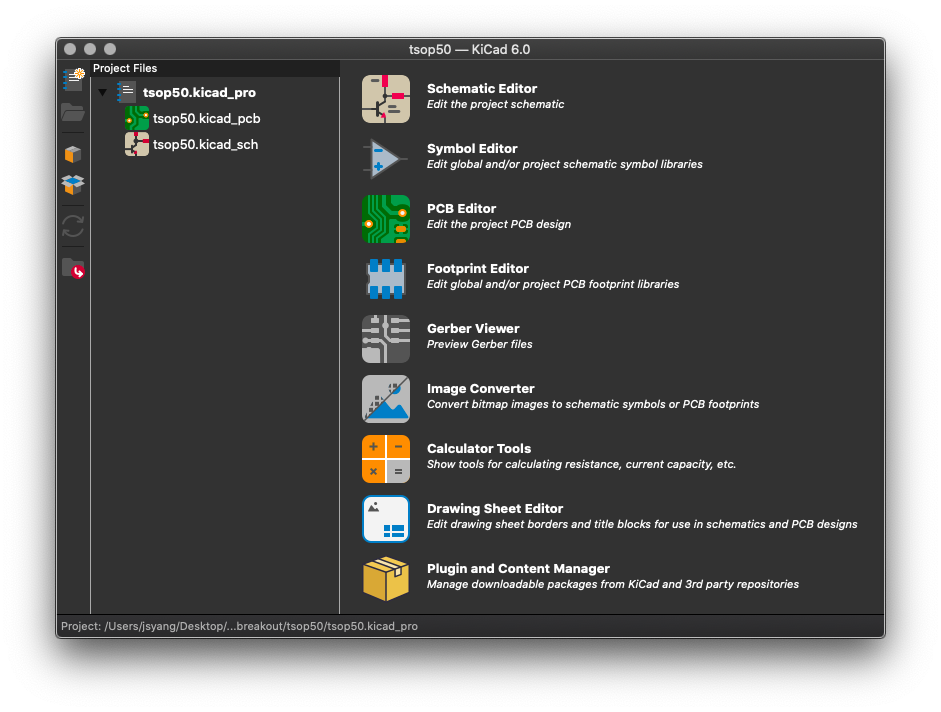 tsop50 — KiCad 6.0
Project Files
tsop50.kicad_pro
tsop50.kicad_pcb
tsop50.kicad_sch
Schematic Editor
Edit the project schematic
Symbol Editor
Edit global and/or project schematic symbol libraries
PCB Editor
Edit the project PCB design
Footprint Editor
Edit global and/or project PCB footprint libraries
Gerber Viewer
Preview Gerber files
Image Converter
Convert bitmap images to schematic symbols or PCB footprints
Calculator Tools
Show tools for calculating resistance, current capacity, etc.
Drawing Sheet Editor
Edit drawing sheet borders and title blocks for use in schematics and PCB designs
Plugin and Content Manager
Manage downloadable packages from KiCad and 3rd party repositories
Project: /Users/jsyang/Desktop/...breakout/tsop50/tsop50.kicad_pro